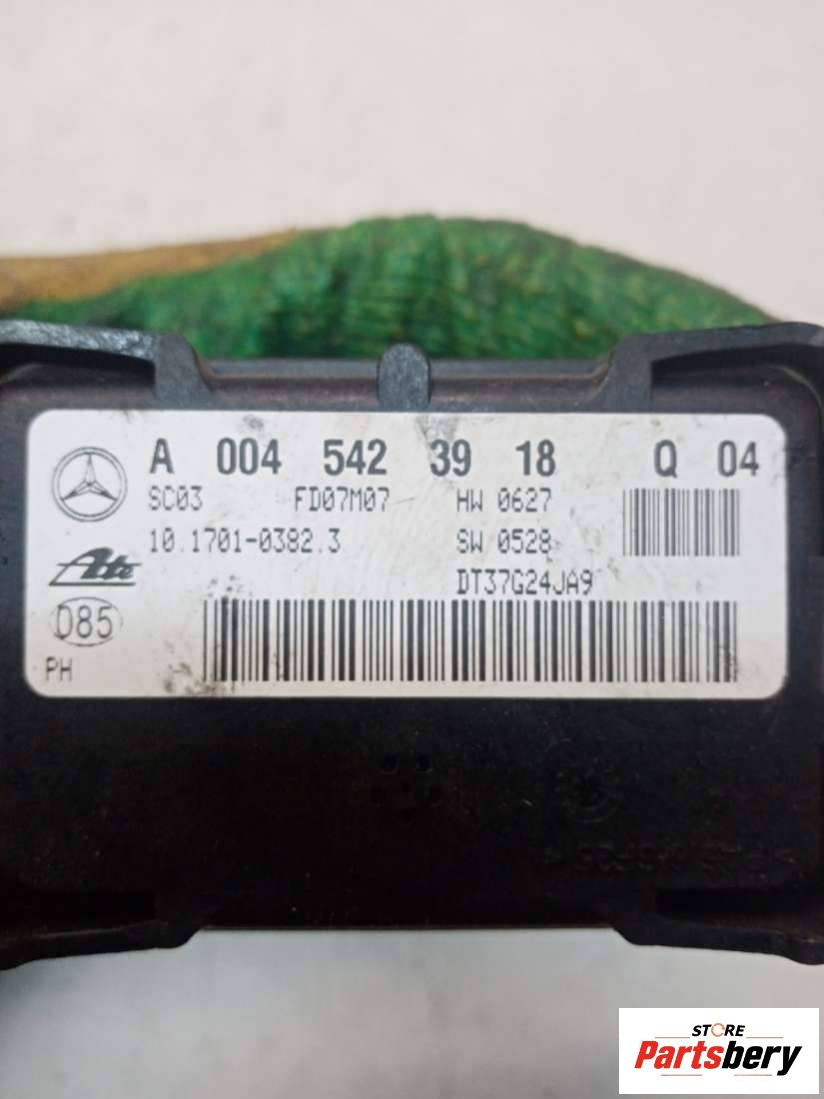 A 004 542 39 18 Q 04
SC03 FD07M07 HW 0627
10.1701-0382.3 SW 0528
Ate DT37G24JA9
D85
PH
STORE
Partsbery